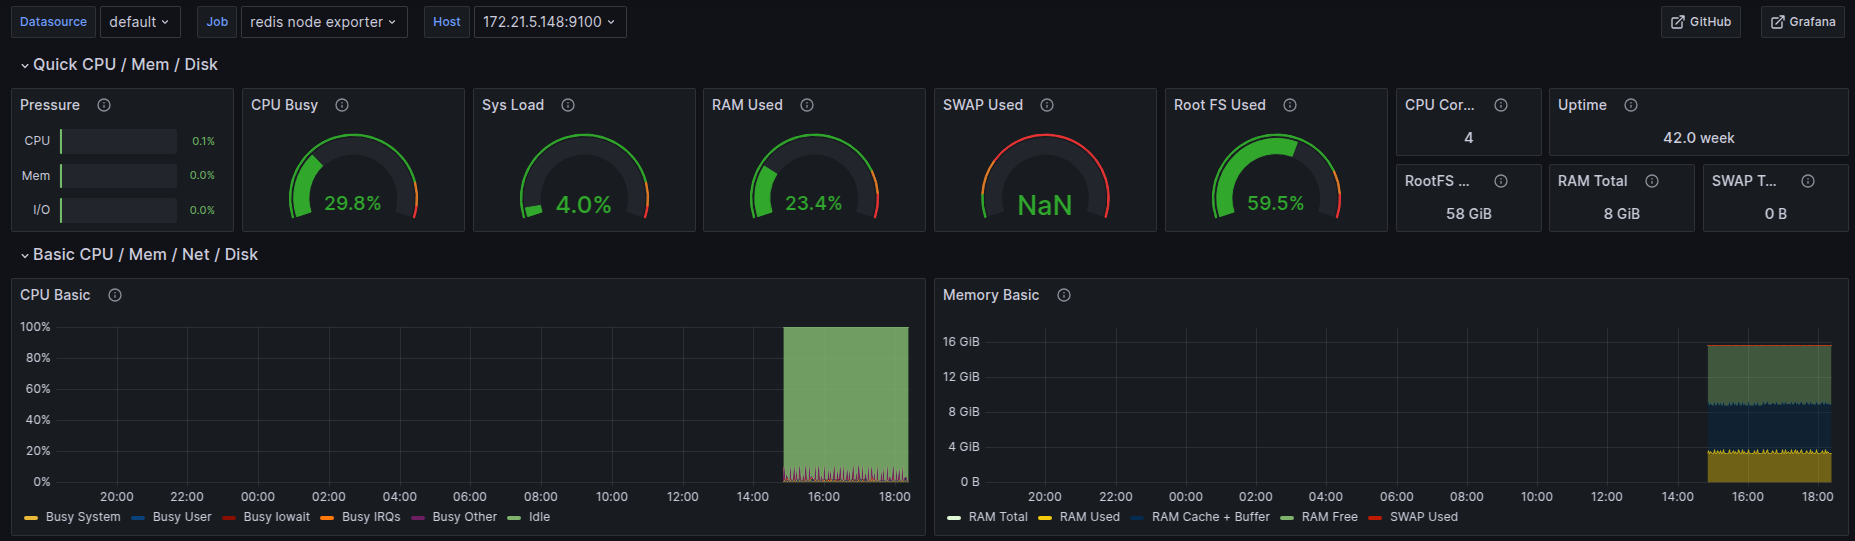 Datasource default Job redis node exporter Host 172.21.5.148:9100 GitHub Grafana
Quick CPU / Mem / Disk
Pressure CPU Busy Sys Load RAM Used SWAP Used Root FS Used CPU Cor... Uptime
CPU 0.1%
4 42.0 week
Mem 0.0%
RootFS ... RAM Total SWAP T...
29.8% 4.0% 23.4% NaN 59.5%
I/O 0.0%
58 GiB 8 GiB 0 B
Basic CPU / Mem / Net / Disk
CPU Basic
100%
80%
60%
40%
20%
0%
20:00 22:00 00:00 02:00 04:00 06:00 08:00 10:00 12:00 14:00 16:00 18:00
Busy System Busy User Busy Iowait Busy IRQs Busy Other Idle
Memory Basic
16 GiB
12 GiB
8 GiB
4 GiB
0 B
20:00 22:00 00:00 02:00 04:00 06:00 08:00 10:00 12:00 14:00 16:00 18:00
RAM Total RAM Used RAM Cache + Buffer RAM Free SWAP Used